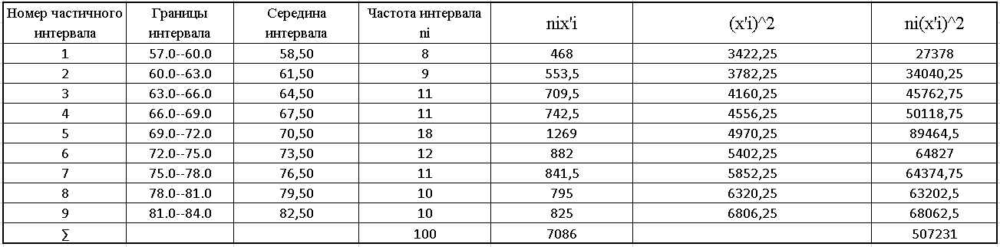 Номер частичного интервала | Границы интервала | Середина интервала | Частота интервала ni | nix'i | (x'i)^2 | ni(x'i)^2
1 | 57.0--60.0 | 58,50 | 8 | 468 | 3422,25 | 27378
2 | 60.0--63.0 | 61,50 | 9 | 553,5 | 3782,25 | 34040,25
3 | 63.0--66.0 | 64,50 | 11 | 709,5 | 4160,25 | 45762,75
4 | 66.0--69.0 | 67,50 | 11 | 742,5 | 4556,25 | 50118,75
5 | 69.0--72.0 | 70,50 | 18 | 1269 | 4970,25 | 89464,5
6 | 72.0--75.0 | 73,50 | 12 | 882 | 5402,25 | 64827
7 | 75.0--78.0 | 76,50 | 11 | 841,5 | 5852,25 | 64374,75
8 | 78.0--81.0 | 79,50 | 10 | 795 | 6320,25 | 63202,5
9 | 81.0--84.0 | 82,50 | 10 | 825 | 6806,25 | 68062,5
∑ | | | 100 | 7086 | | 507231